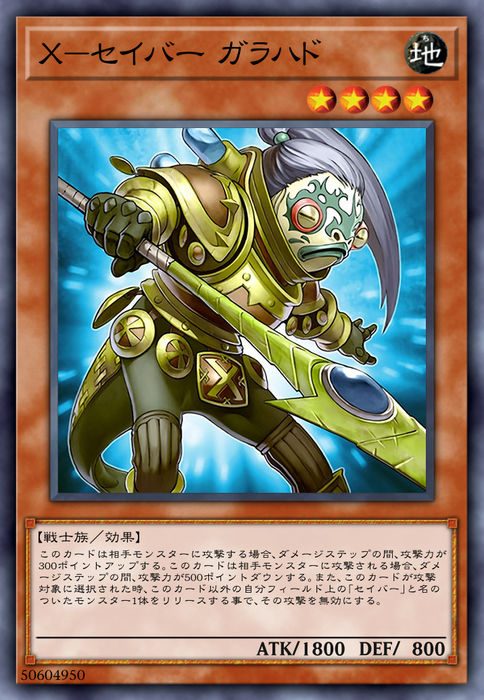 X－セイバー ガラハド
ち
地
【戦士族／効果】
このカードは相手モンスターに攻撃する場合、ダメージステップの間、攻撃力が
300ポイントアップする。このカードは相手モンスターに攻撃される場合、ダメ
ージステップの間、攻撃力が500ポイントダウンする。また、このカードが攻撃
対象に選択された時、このカード以外の自分フィールド上の「セイバー」と名の
ついたモンスター1体をリリースする事で、その攻撃を無効にする。
ATK/1800 DEF/ 800
50604950